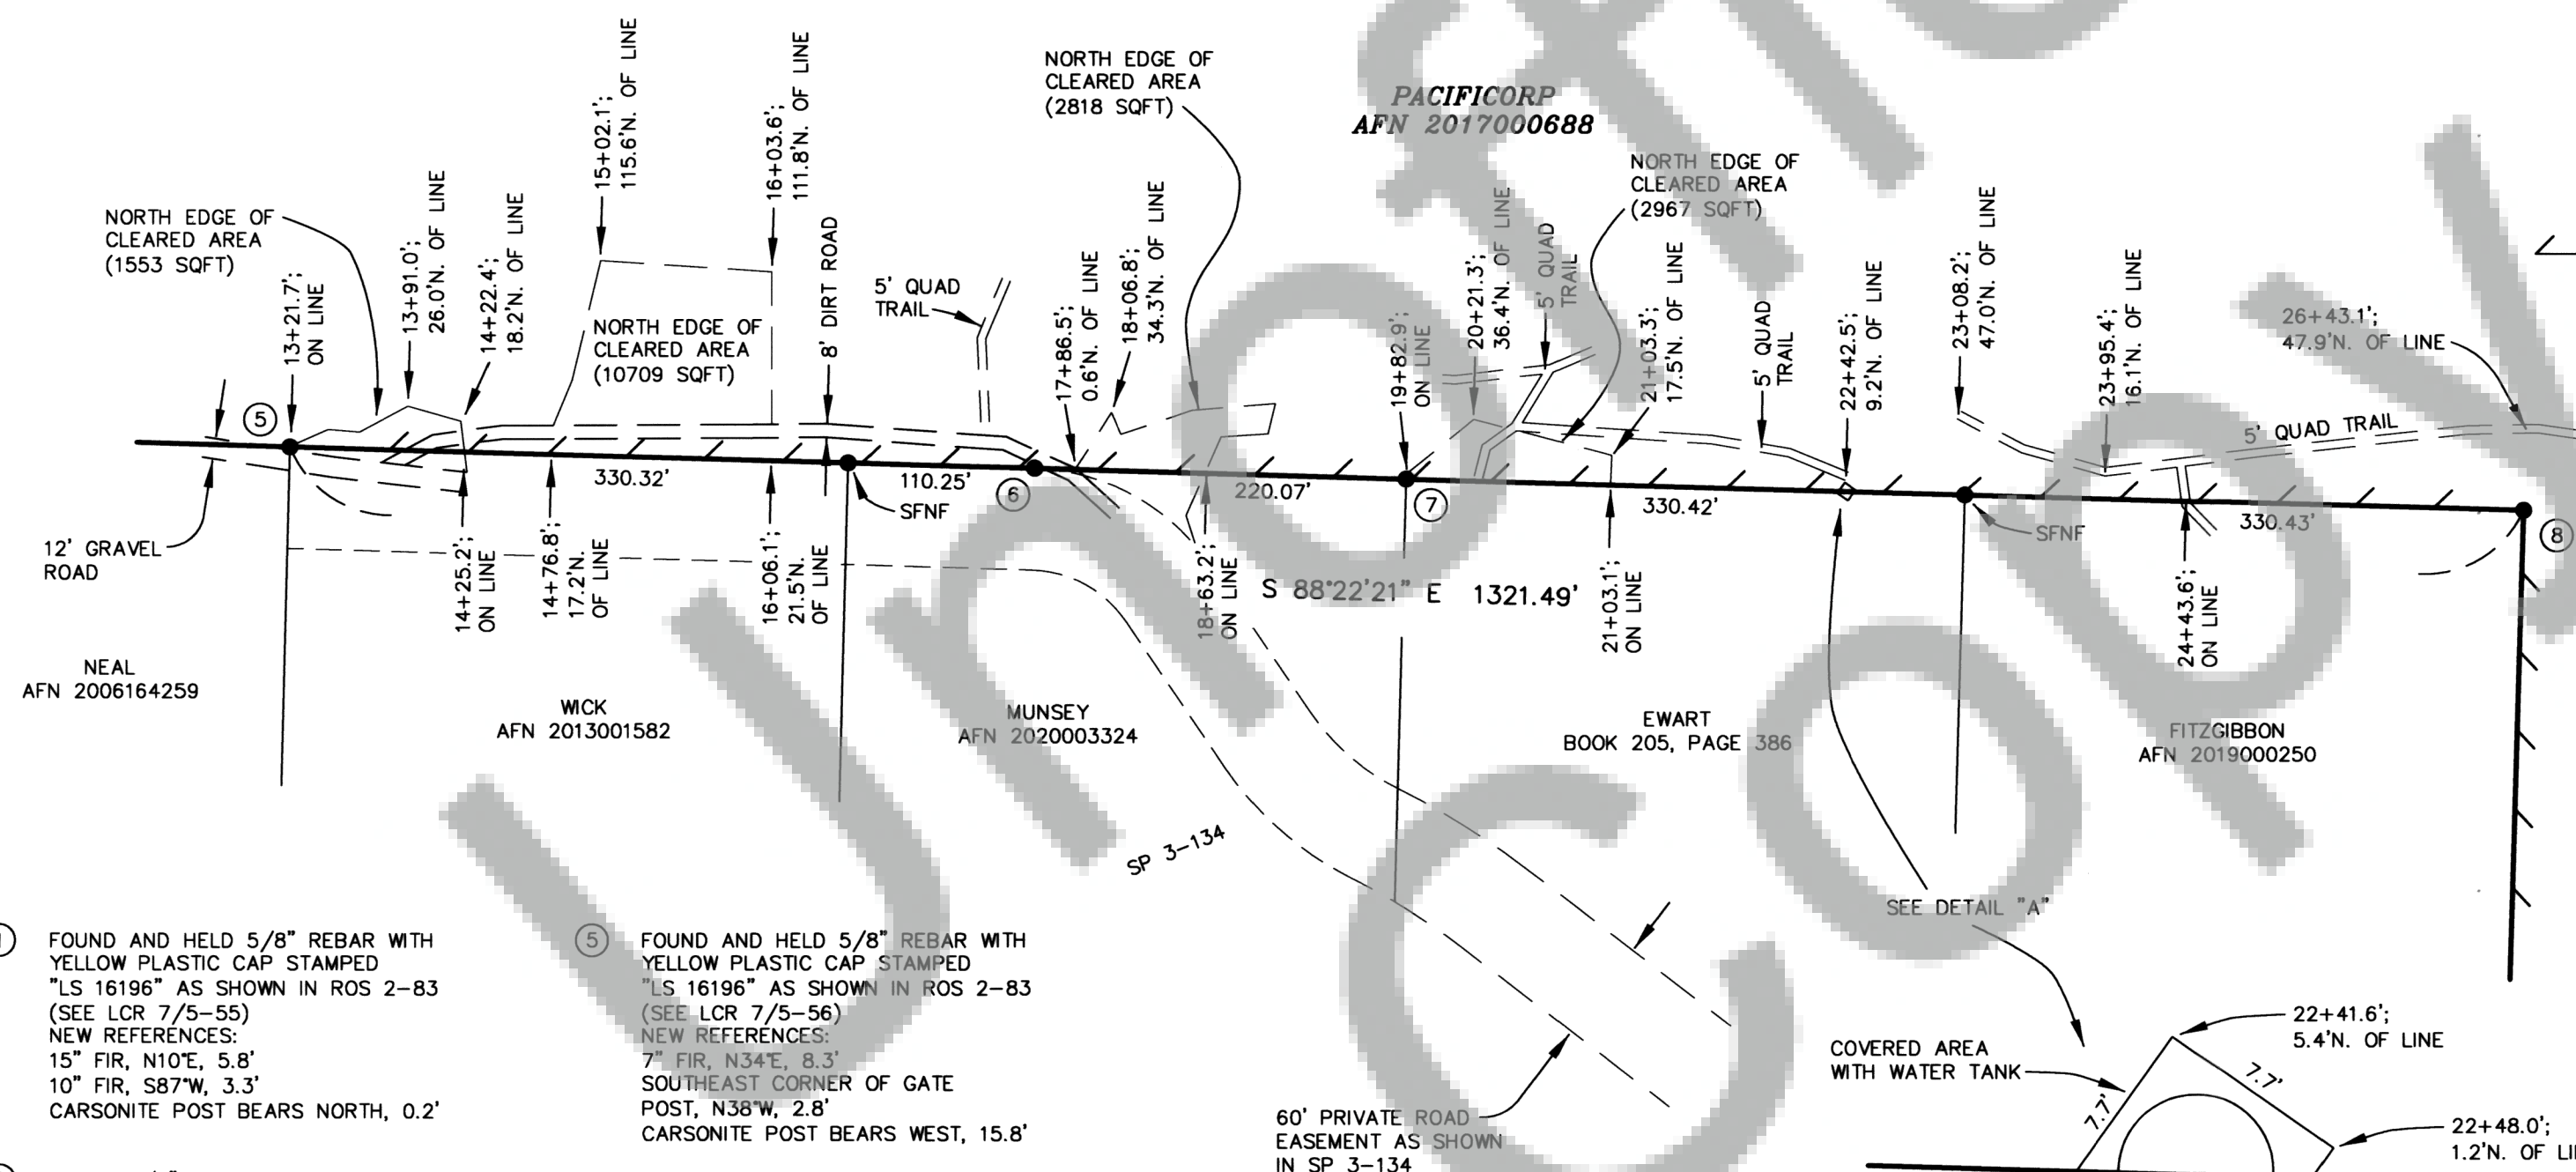 NORTH EDGE OF
CLEARED AREA
(1553 SQFT)
13+21.7';
ON LINE
13+91.0';
26.0'N. OF LINE
14+22.4';
18.2'N. OF LINE
15+02.1';
115.6'N. OF LINE
16+03.6';
111.8'N. OF LINE
NORTH EDGE OF
CLEARED AREA
(10709 SQFT)
8' DIRT ROAD
5' QUAD
TRAIL
NORTH EDGE OF
CLEARED AREA
(2818 SQFT)
17+86.5';
0.6'N. OF LINE
18+06.8';
34.3'N. OF LINE
PACIFICORP
AFN 2017000688
NORTH EDGE OF
CLEARED AREA
(2967 SQFT)
19+82.9';
ON LINE
20+21.3';
36.4'N. OF LINE
5' QUAD
TRAIL
21+03.3';
17.5'N. OF LINE
5' QUAD
TRAIL
22+42.5';
9.2'N. OF LINE
23+08.2';
47.0'N. OF LINE
23+95.4';
16.1'N. OF LINE
26+43.1';
47.9'N. OF LINE
5' QUAD TRAIL
5
330.32'
SFNF
110.25'
6
220.07'
7
330.42'
SFNF
330.43'
8
12' GRAVEL
ROAD
14+25.2';
ON LINE
14+76.8';
17.2'N.
OF LINE
16+06.1';
21.5'N.
OF LINE
18+63.2';
ON LINE
S 88°22'21" E 1321.49'
21+03.1';
ON LINE
24+43.6';
ON LINE
NEAL
AFN 2006164259
WICK
AFN 2013001582
MUNSEY
AFN 2020003324
EWART
BOOK 205, PAGE 386
FITZGIBBON
AFN 2019000250
SP 3-134
SEE DETAIL "A"
FOUND AND HELD 5/8" REBAR WITH
YELLOW PLASTIC CAP STAMPED
"LS 16196" AS SHOWN IN ROS 2-83
(SEE LCR 7/5-55)
NEW REFERENCES:
15" FIR, N10°E, 5.8'
10" FIR, S87°W, 3.3'
CARSONITE POST BEARS NORTH, 0.2'
5
FOUND AND HELD 5/8" REBAR WITH
YELLOW PLASTIC CAP STAMPED
"LS 16196" AS SHOWN IN ROS 2-83
(SEE LCR 7/5-56)
NEW REFERENCES:
7" FIR, N34°E, 8.3'
SOUTHEAST CORNER OF GATE
POST, N38°W, 2.8'
CARSONITE POST BEARS WEST, 15.8'
60' PRIVATE ROAD
EASEMENT AS SHOWN
IN SP 3-134
COVERED AREA
WITH WATER TANK
22+41.6';
5.4'N. OF LINE
7.7'
7.7'
22+48.0';
1.2'N. OF